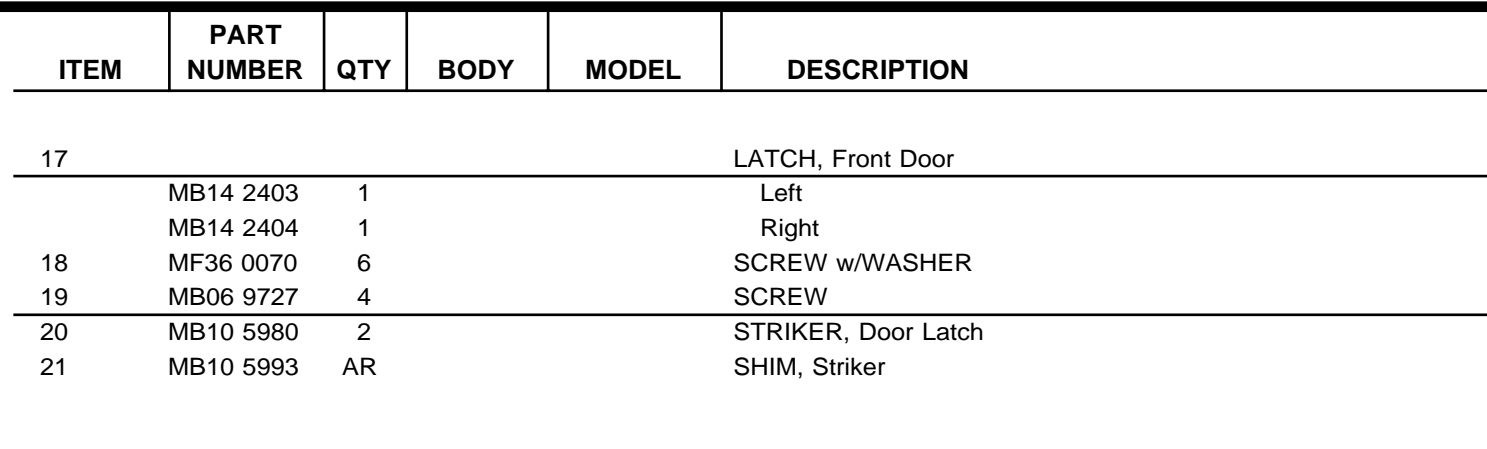 PART
ITEM NUMBER QTY BODY MODEL DESCRIPTION
17 LATCH, Front Door
MB14 2403 1 Left
MB14 2404 1 Right
18 MF36 0070 6 SCREW w/WASHER
19 MB06 9727 4 SCREW
20 MB10 5980 2 STRIKER, Door Latch
21 MB10 5993 AR SHIM, Striker